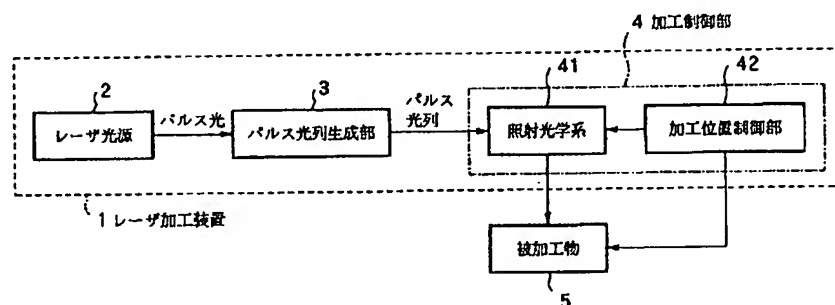 4 加工制御部
2
3
41
42
レーザ光源
パルス光
パルス光列生成部
パルス
光列
照射光学系
加工位置制御部
1 レーザ加工装置
被加工物
5